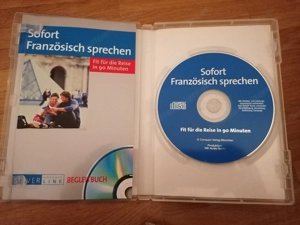 Sofort
Französisch sprechen
Fit für die Reise
in 90 Minuten
SILVERLINE
BEGLEITBUCH
Sofort
Französisch sprechen
Fit für die Reise in 90 Minuten